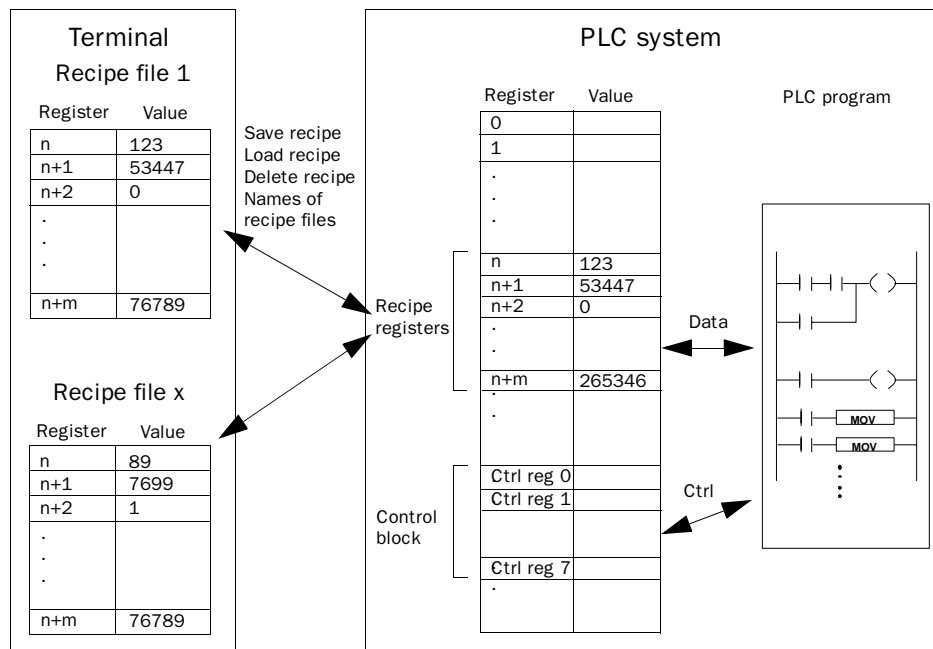 Terminal
Recipe file 1
Register Value
n 123
n+1 53447
n+2 0
.
.
.
n+m 76789
Recipe file x
Register Value
n 89
n+1 7699
n+2 1
.
.
.
n+m 76789
Save recipe
Load recipe
Delete recipe
Names of
recipe files
PLC system
Register Value
0
1
.
.
.
n 123
n+1 53447
n+2 0
.
.
n+m 265346
.
.
Ctrl reg 0
Ctrl reg 1
Ctrl reg 7
.
Recipe
registers
Control
block
Data
Ctrl
PLC program
MOV
MOV